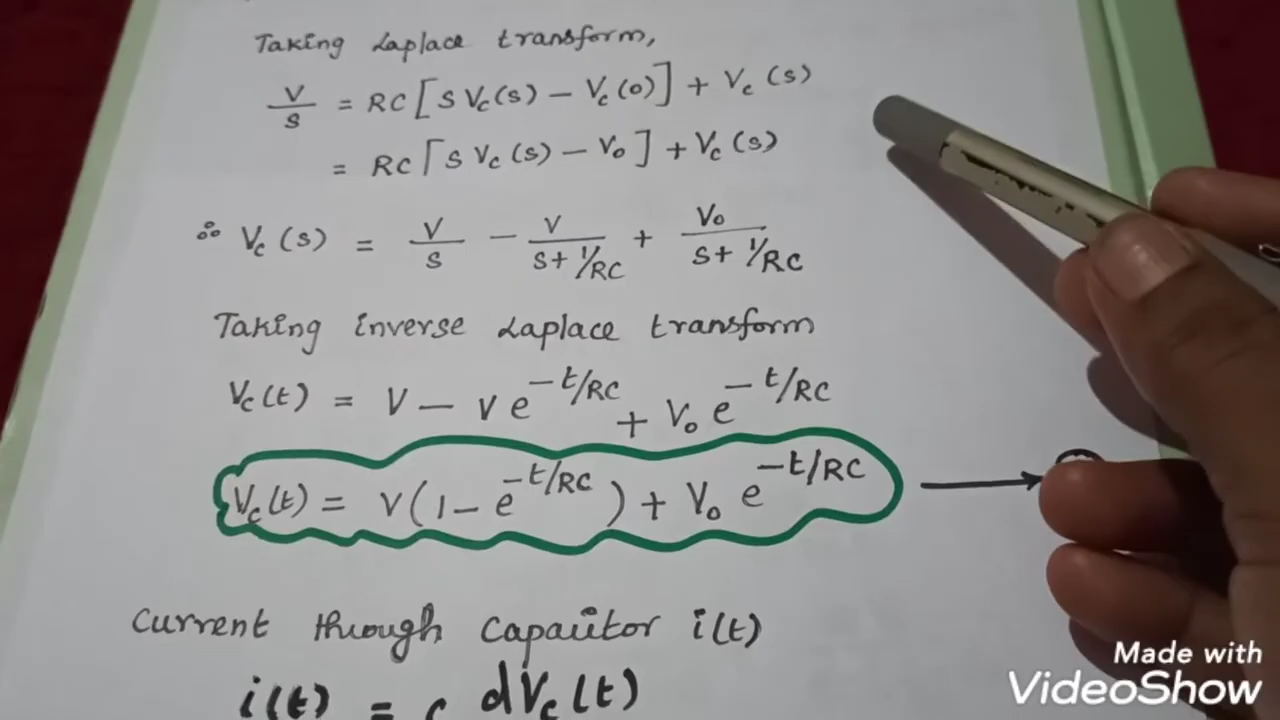 Taking Laplace transform,
V/s = RC [s Vc(s) – Vc(0)] + Vc(s)
= RC [s Vc(s) – V₀] + Vc(s)
∴ Vc(s) = V/s – V/(s+1/RC) + V₀/(s+1/RC)
Taking inverse Laplace transform
Vc(t) = V – V e^(-t/RC) + V₀ e^(-t/RC)
Vc(t) = V(1 – e^(-t/RC)) + V₀ e^(-t/RC)
Current through Capacitor i(t)
i(t) = C dVc(t)
Made with
VideoShow